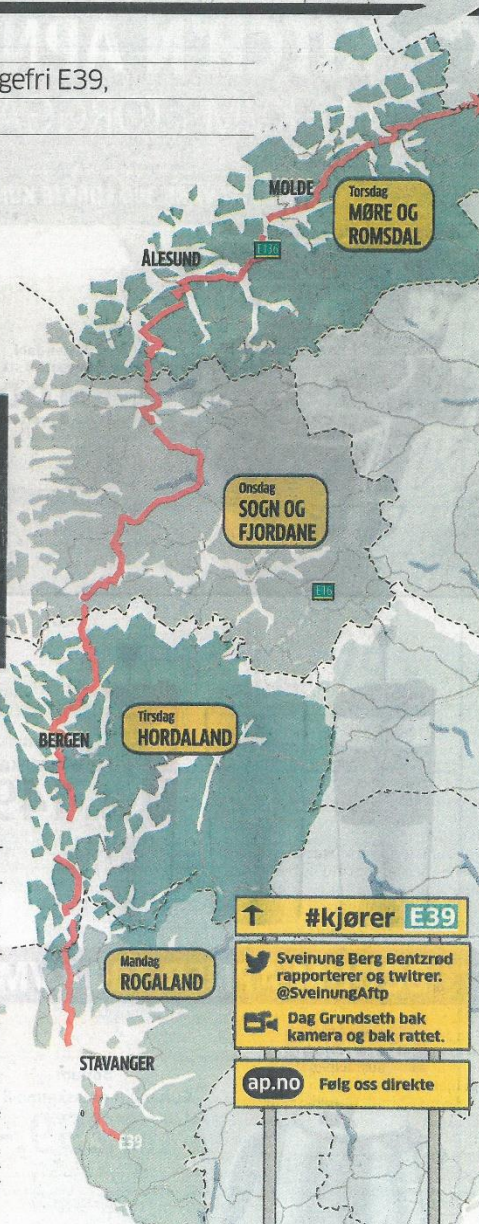 gefri E39,
MOLDE
Torsdag
MØRE OG
ROMSDAL
E136
ÅLESUND
Onsdag
SOGN OG
FJORDANE
E16
Tirsdag
HORDALAND
BERGEN
↑ #kjører E39
Mandag
ROGALAND
Sveinung Berg Bentzrød
rapporterer og twitrer.
@SveinungAftp
Dag Grundseth bak
kamera og bak rattet.
STAVANGER
ap.no Følg oss direkte
E39